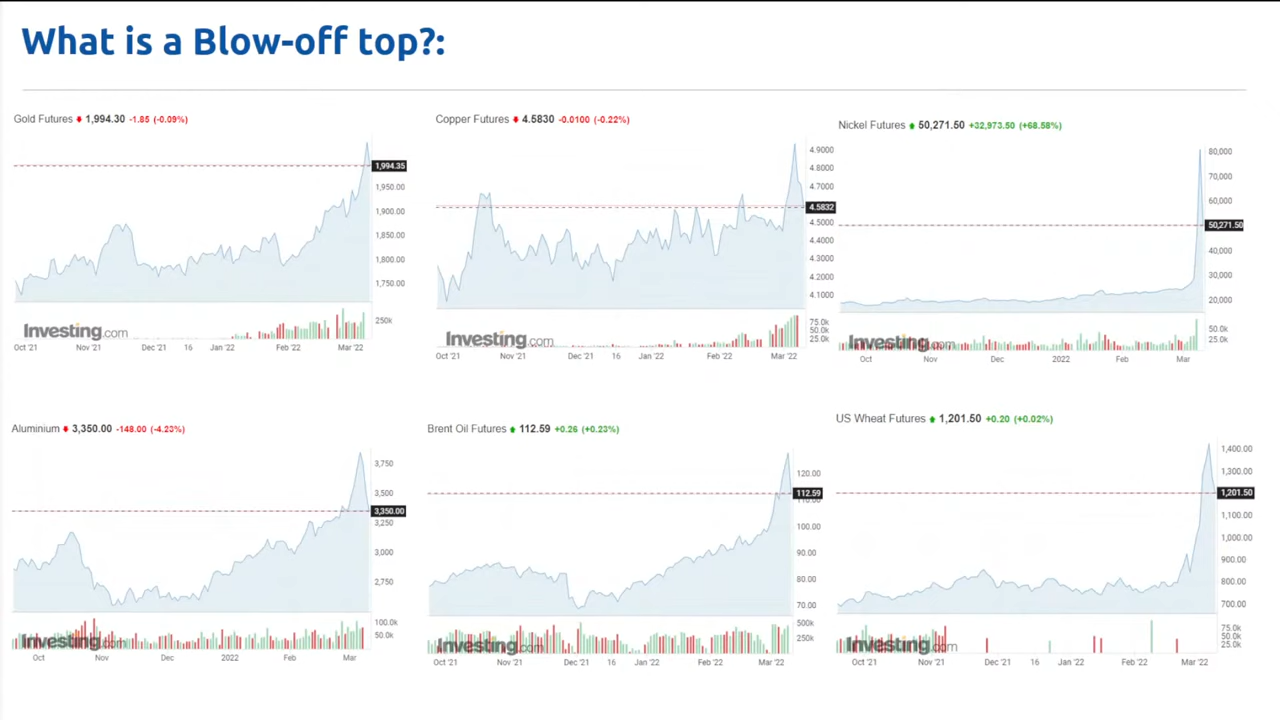 What is a Blow-off top?:
Gold Futures 1,994.30 -1.85 (-0.09%)
1,994.35
1,950.00
1,900.00
1,850.00
1,800.00
1,750.00
250k
Investing.com
Oct '21 Nov '21 Dec '21 16 Jan '22 Feb '22 Mar '22
Copper Futures 4.5830 -0.0100 (-0.22%)
4.9000
4.8000
4.7000
4.5832
4.5000
4.4000
4.3000
4.2000
4.1000
75.0k
50.0k
25.0k
Investing.com
Oct '21 Nov '21 Dec '21 16 Jan '22 Feb '22 Mar '22
Nickel Futures 50,271.50 +32,973.50 (+68.58%)
80,000
70,000
60,000
50,271.50
40,000
30,000
20,000
50.0k
25.0k
Investing.com
Oct Nov Dec 2022 Feb Mar
Aluminium 3,350.00 -148.00 (-4.23%)
3,750
3,500
3,350.00
3,250
3,000
2,750
100.0k
50.0k
Investing.com
Oct Nov Dec 2022 Feb Mar
Brent Oil Futures 112.59 +0.26 (+0.23%)
120.00
112.59
100.00
90.00
80.00
70.00
500k
250k
Investing.com
Oct '21 Nov '21 Dec '21 16 Jan '22 Feb '22 Mar '22
US Wheat Futures 1,201.50 +0.20 (+0.02%)
1,400.00
1,300.00
1,201.50
1,100.00
1,000.00
900.00
800.00
700.00
75.0k
50.0k
25.0k
Investing.com
Oct '21 Nov '21 Dec '21 16 Jan '22 Feb '22 Mar '22